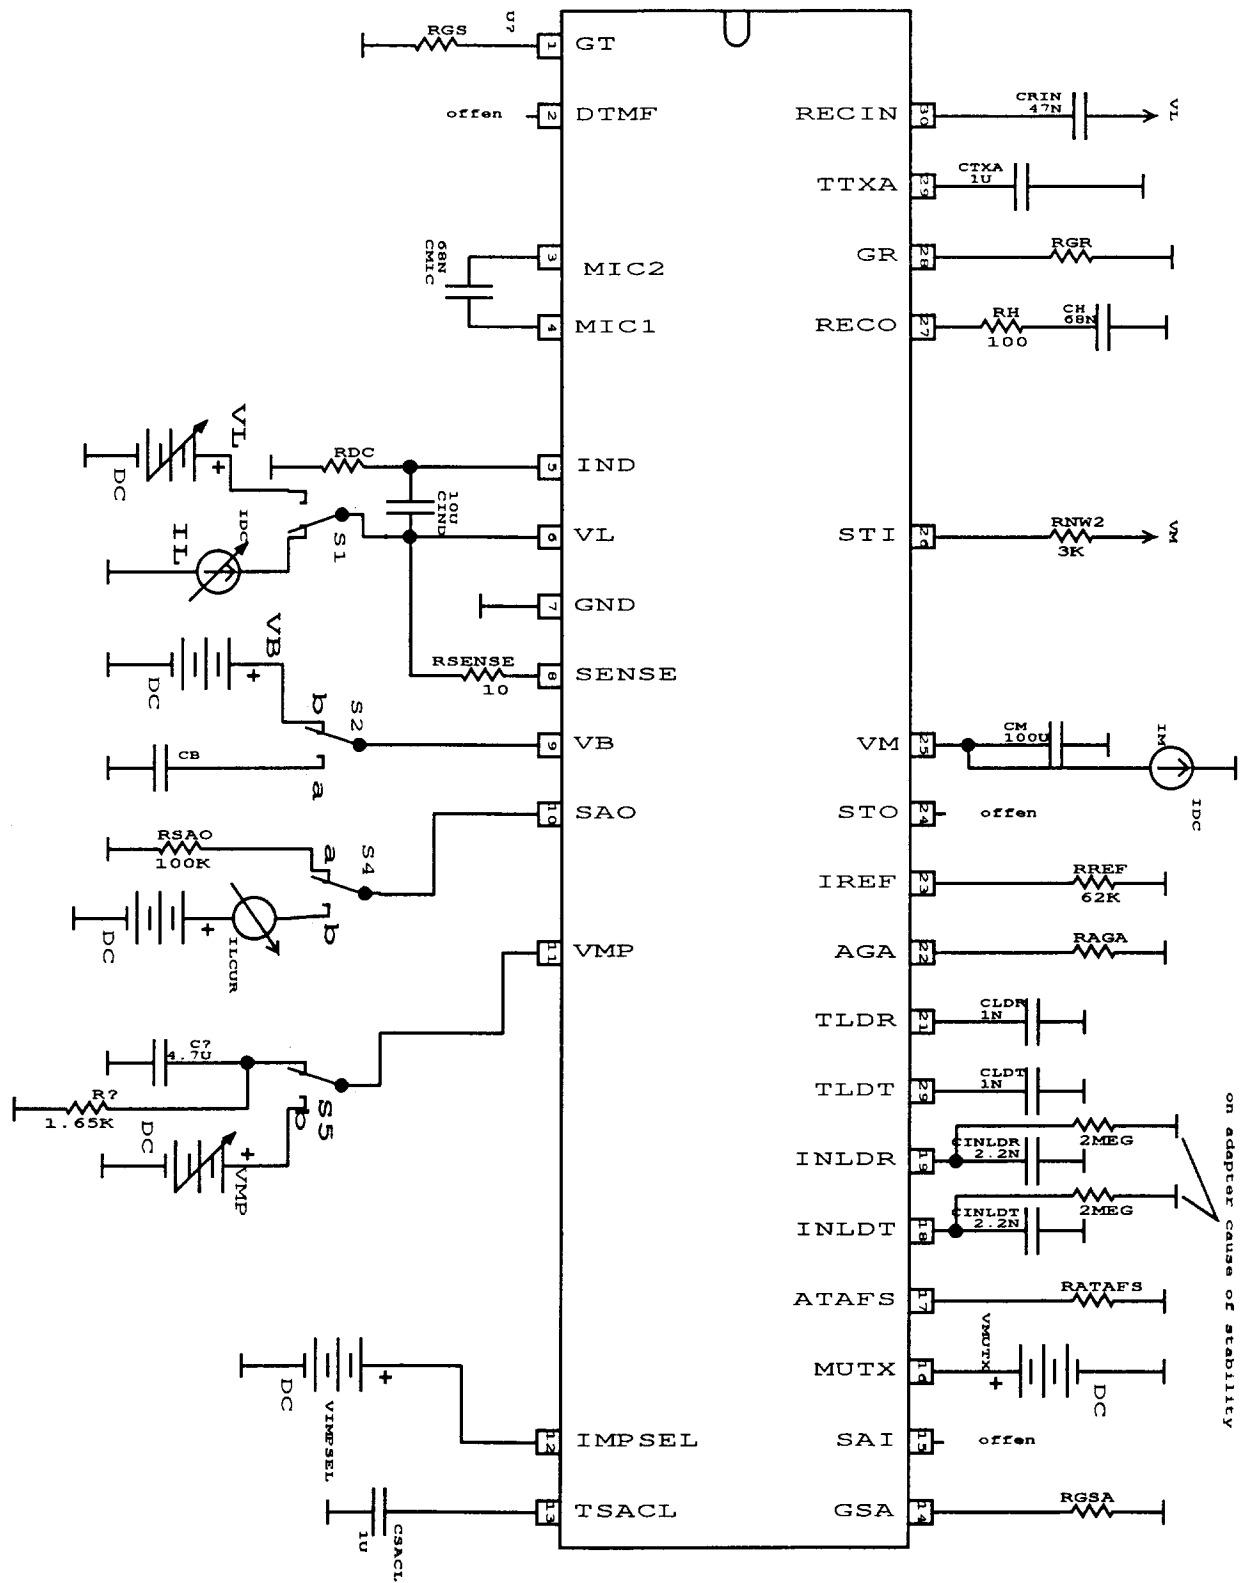 RGS
U?
1
GT
offen
2
DTMF
68N
CMIC
3
MIC2
4
MIC1
VL
+
DC
RDC
5
IND
10U
CIND
IDC
IL
S1
6
VL
7
GND
RSENSE
10
8
SENSE
VB
+
DC
b
S2
9
VB
CB
a
10
SAO
RSAO
100K
a
S4
b
+
DC
ILCUR
11
VMP
C?
4.7U
R?
1.65K
b
S5
DC
+
VMP
+
DC
VIMPSEL
12
IMPSEL
13
TSACL
CSACL
1U
RECIN
30
CRIN
47N
VL
TTXA
29
CTXA
1U
GR
28
RGR
RECO
27
RH
100
CH
68N
STI
26
RNW2
3K
VM
VM
25
CM
100U
IM
IDC
STO
24
offen
IREF
23
RREF
62K
AGA
22
RAGA
TLDR
21
CLDR
1N
TLDT
29
CLDT
1N
INLDR
19
CINLDR
2.2N
2MEG
INLDT
18
CINLDT
2.2N
2MEG
on adapter cause of stability
ATAFS
17
RATAFS
MUTX
16
VMUTX
+
DC
SAI
15
offen
GSA
14
RGSA